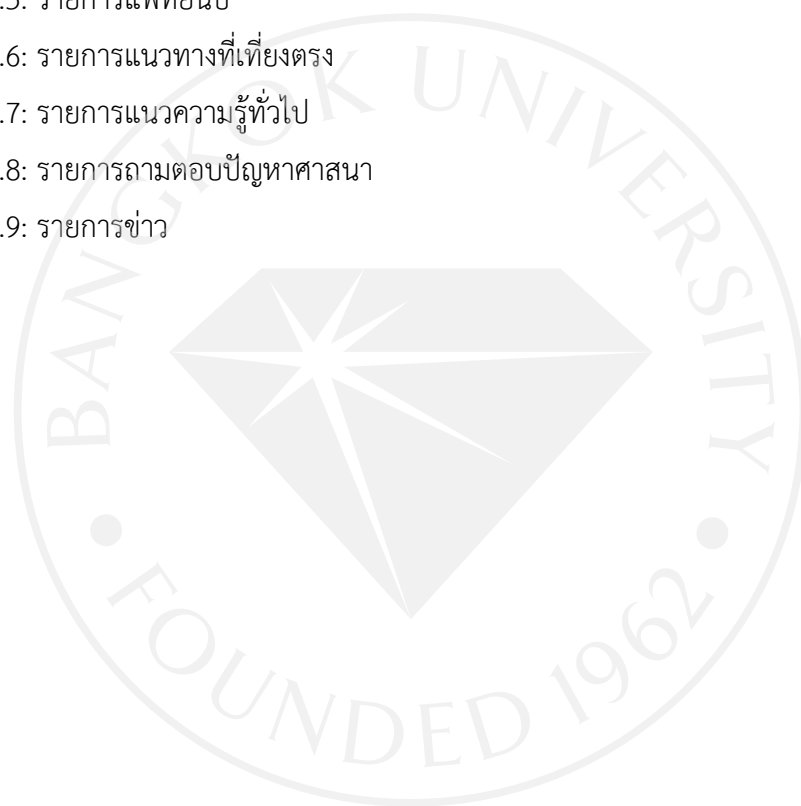 .6: รายการแนวทางที่เที่ยงตรง
.7: รายการแนวความรู้ทั่วไป
.8: รายการถามตอบปัญหาศาสนา
.9: รายการข่าว
BANGKOK UNIVERSITY
FOUNDED 1962